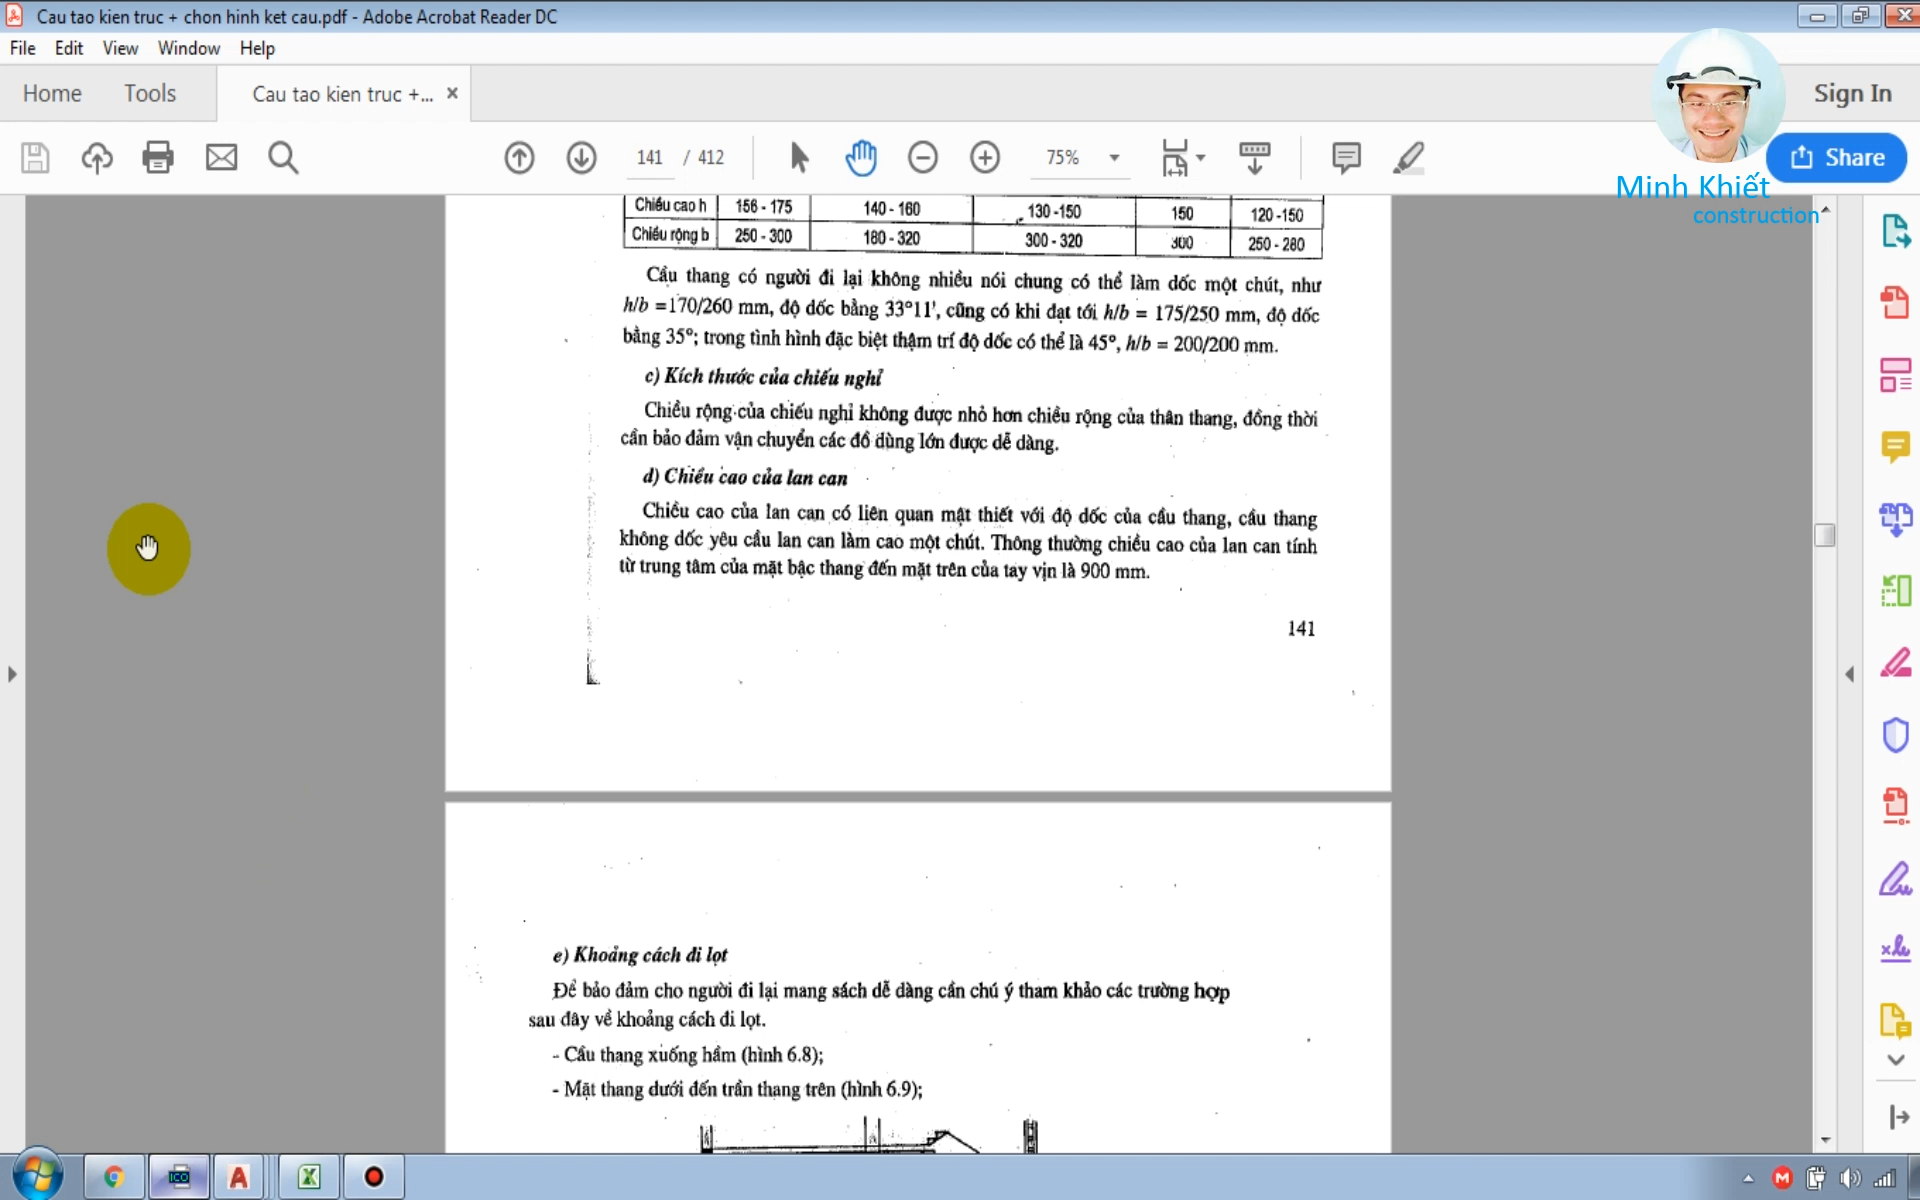 Cau tao kien truc + chon hinh ket cau.pdf - Adobe Acrobat Reader DC
File Edit View Window Help
Home Tools Cau tao kien truc +... Sign In
141 / 412 75% Share
Minh Khiết
construction
Chiều cao h 156 - 175 140 - 160 130 -150 150 120 -150
Chiều rộng b 250 - 300 180 - 320 300 - 320 300 250 - 280
Cầu thang có người đi lại không nhiều nói chung có thể làm dốc một chút, như
h/b =170/260 mm, độ dốc bằng 33°11', cũng có khi đạt tới h/b = 175/250 mm, độ dốc
bằng 35°; trong tình hình đặc biệt thậm trí độ dốc có thể là 45°, h/b = 200/200 mm.
c) Kích thước của chiếu nghỉ
Chiều rộng của chiếu nghỉ không được nhỏ hơn chiều rộng của thân thang, đồng thời
cần bảo đảm vận chuyển các đồ dùng lớn được dễ dàng.
d) Chiều cao của lan can
Chiều cao của lan can có liên quan mật thiết với độ dốc của cầu thang, cầu thang
không dốc yêu cầu lan can làm cao một chút. Thông thường chiều cao của lan can tính
từ trung tâm của mặt bậc thang đến mặt trên của tay vịn là 900 mm.
141
e) Khoảng cách đi lọt
Để bảo đảm cho người đi lại mang sách dễ dàng cần chú ý tham khảo các trường hợp
sau đây về khoảng cách đi lọt.
- Cầu thang xuống hầm (hình 6.8);
- Mặt thang dưới đến trần thang trên (hình 6.9);
ICO